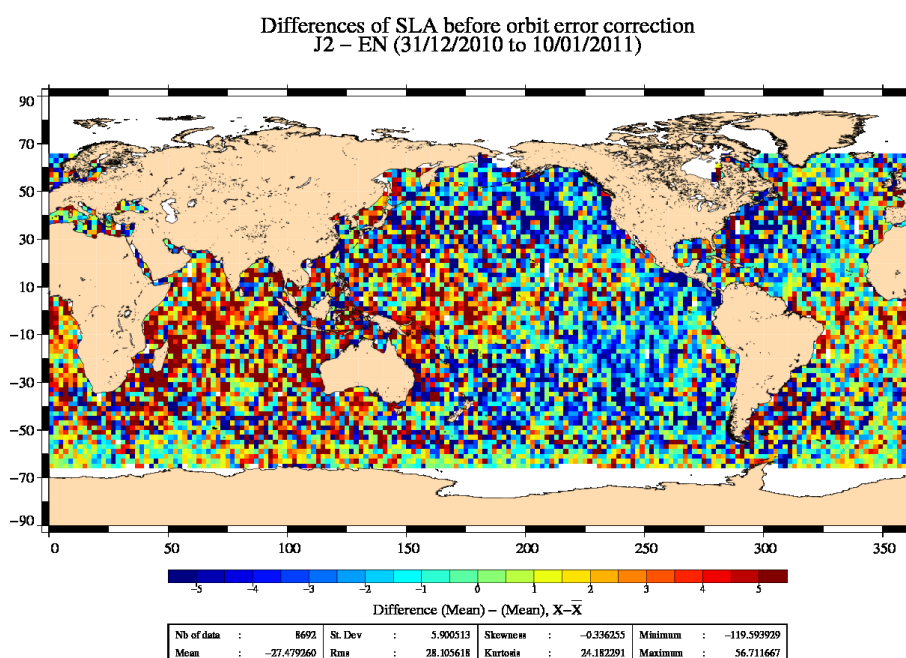 Differences of SLA before orbit error correction
J2 – EN (31/12/2010 to 10/01/2011)
90
70
50
30
10
−10
−30
−50
−70
−90
0 50 100 150 200 250 300 350
−5 −4 −3 −2 −1 0 1 2 3 4 5
Difference (Mean) – (Mean), X–X̅
Nb of data : 8692 St. Dev : 5.900513 Skewness : −0.336255 Minimum : −119.593929
Mean : −27.479260 Rms : 28.105618 Kurtosis : 24.182291 Maximum : 56.711667